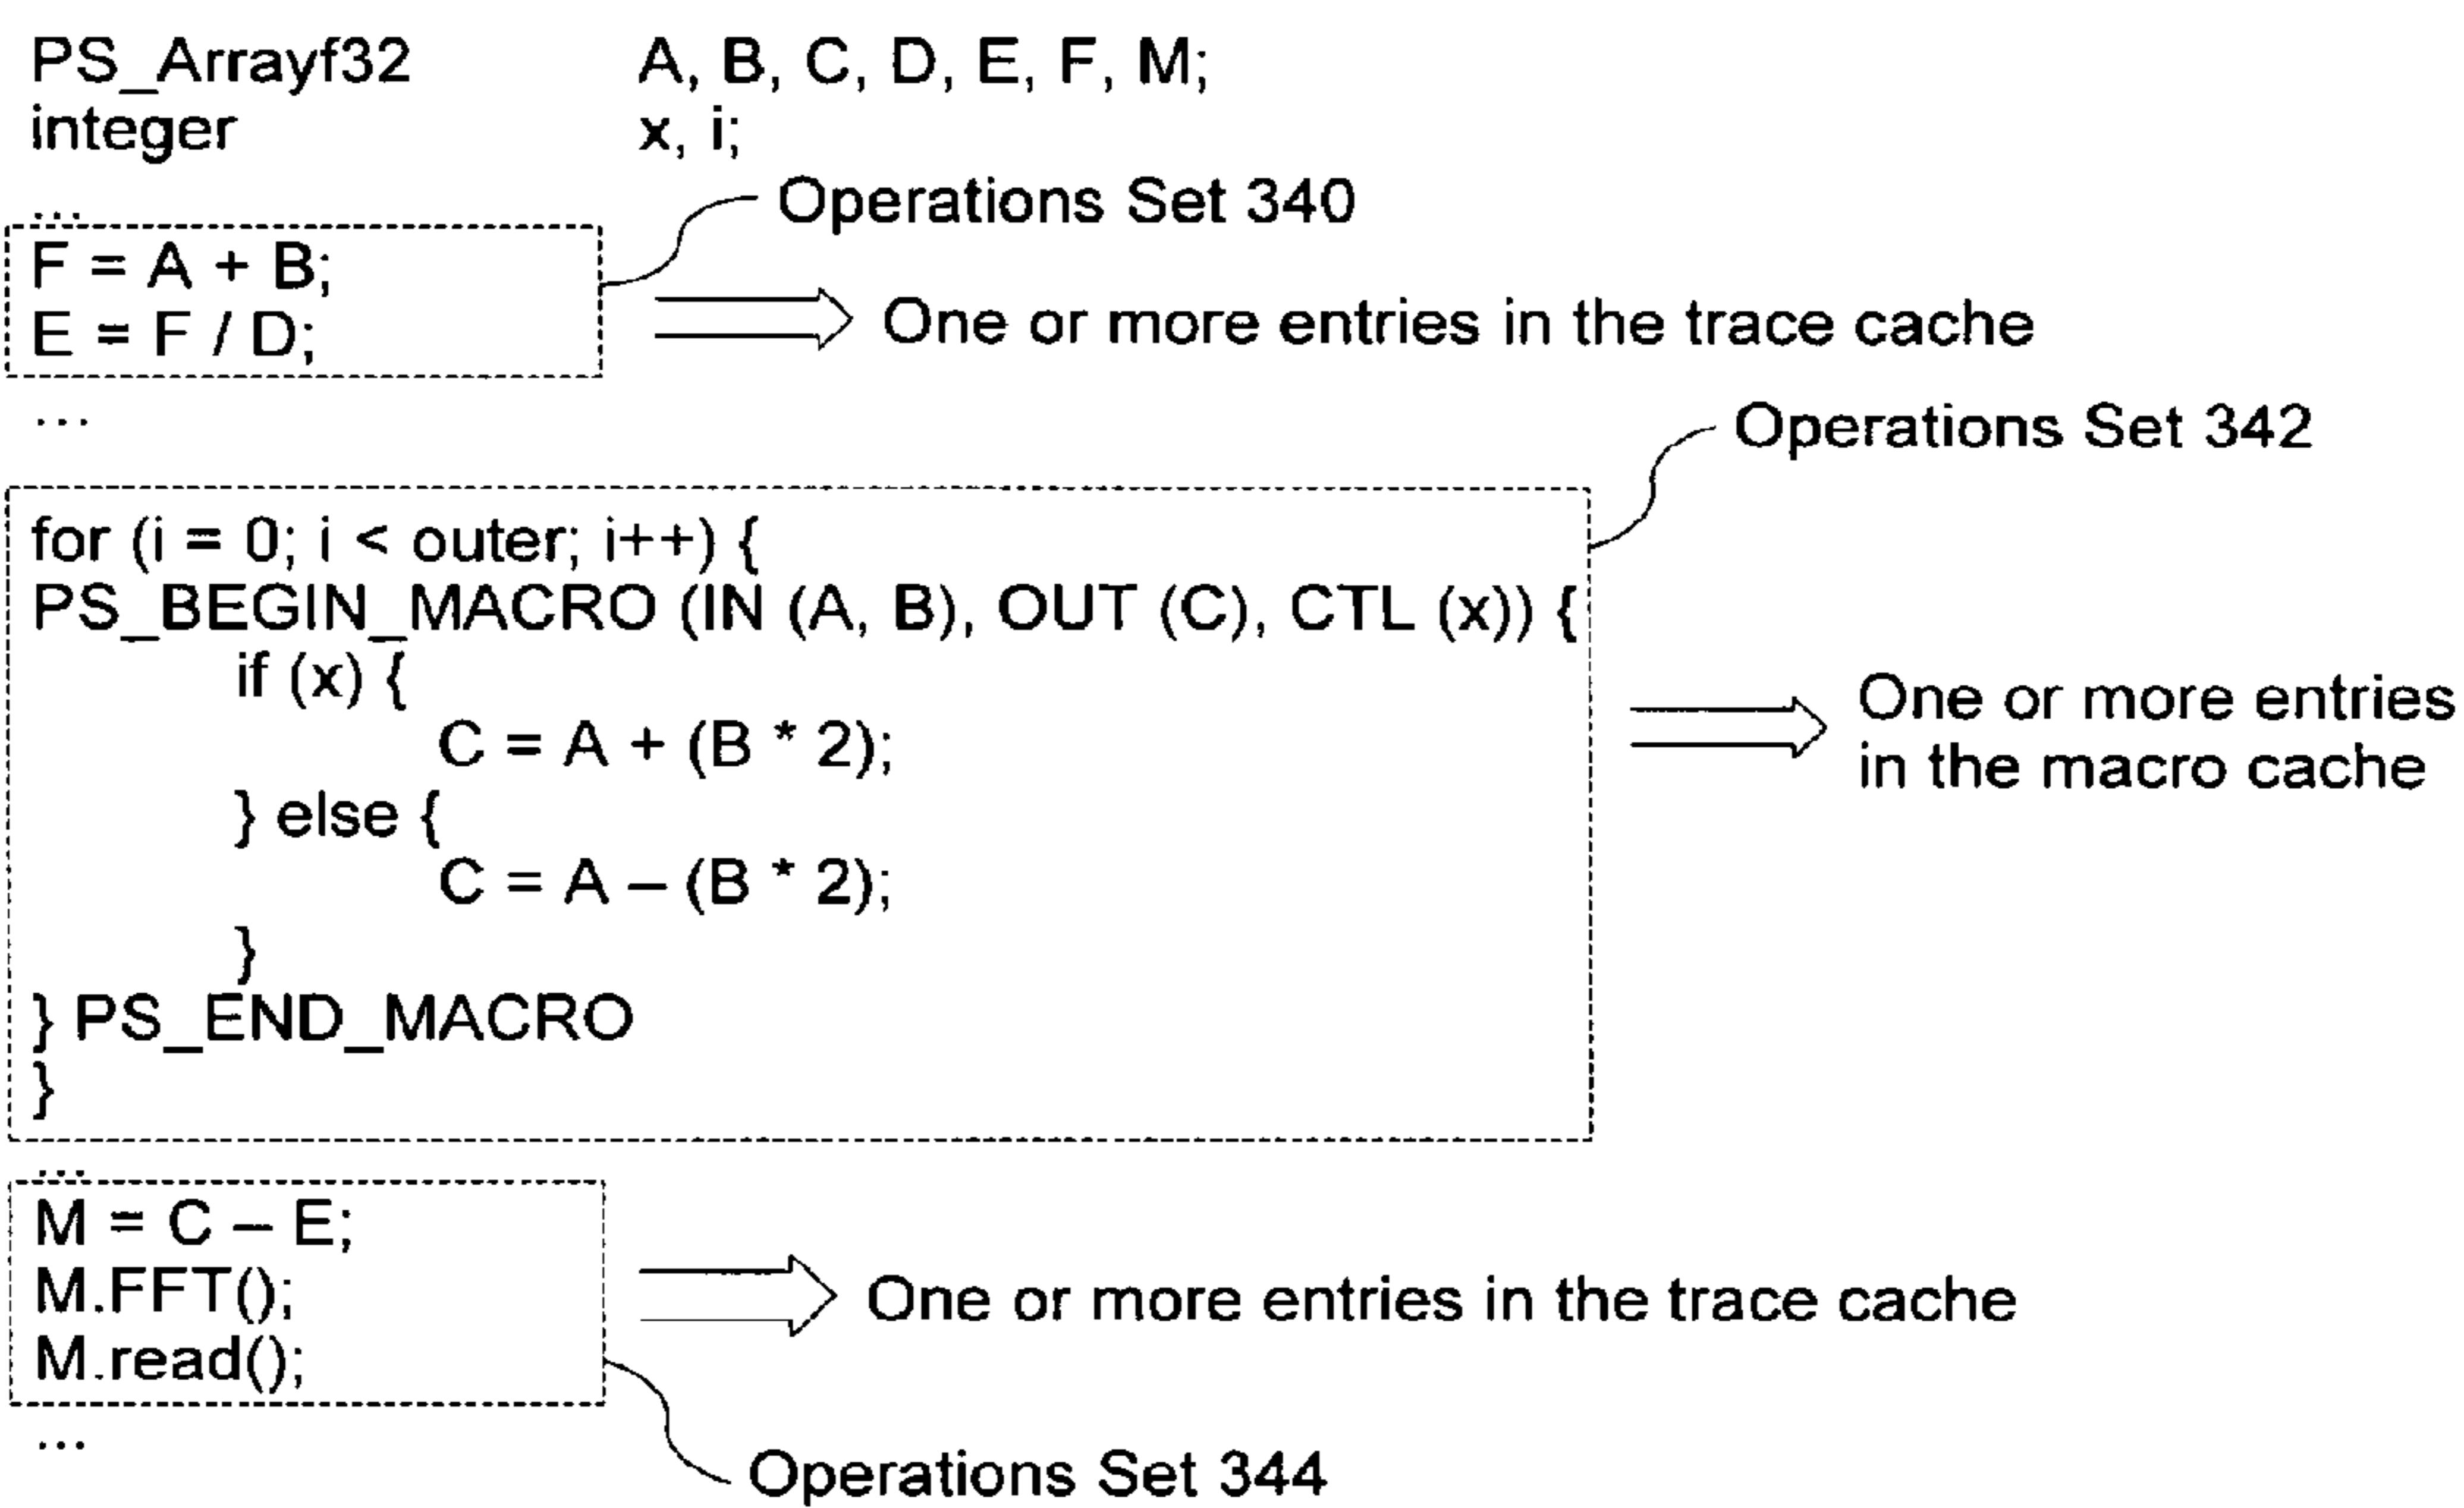 PS_Arrayf32 A, B, C, D, E, F, M;
integer x, i;
...
Operations Set 340
F = A + B;
E = F / D;
One or more entries in the trace cache
...
Operations Set 342
for (i = 0; i < outer; i++) {
PS_BEGIN_MACRO (IN (A, B), OUT (C), CTL (x)) {
if (x) {
C = A + (B * 2);
} else {
C = A – (B * 2);
}
} PS_END_MACRO
}
One or more entries
in the macro cache
...
M = C – E;
M.FFT();
M.read();
One or more entries in the trace cache
...
Operations Set 344